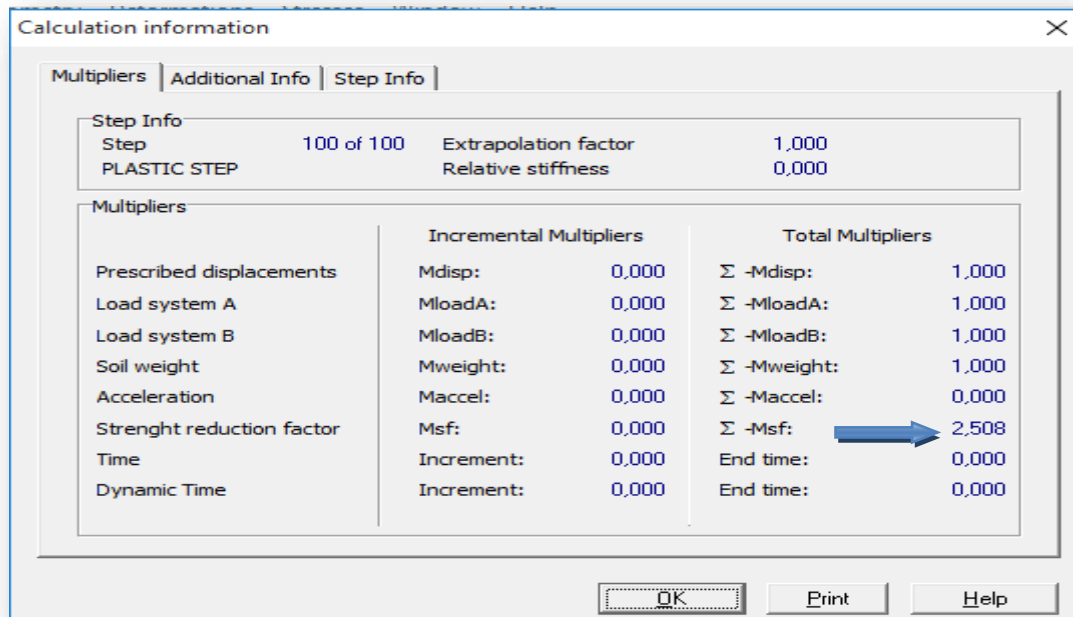 Calculation information
Multipliers Additional Info Step Info
Step Info
Step 100 of 100 Extrapolation factor 1,000
PLASTIC STEP Relative stiffness 0,000
Multipliers
Incremental Multipliers Total Multipliers
Prescribed displacements Mdisp: 0,000 Σ -Mdisp: 1,000
Load system A MloadA: 0,000 Σ -MloadA: 1,000
Load system B MloadB: 0,000 Σ -MloadB: 1,000
Soil weight Mweight: 0,000 Σ -Mweight: 1,000
Acceleration Maccel: 0,000 Σ -Maccel: 0,000
Strenght reduction factor Msf: 0,000 Σ -Msf: 2,508
Time Increment: 0,000 End time: 0,000
Dynamic Time Increment: 0,000 End time: 0,000
OK Print Help